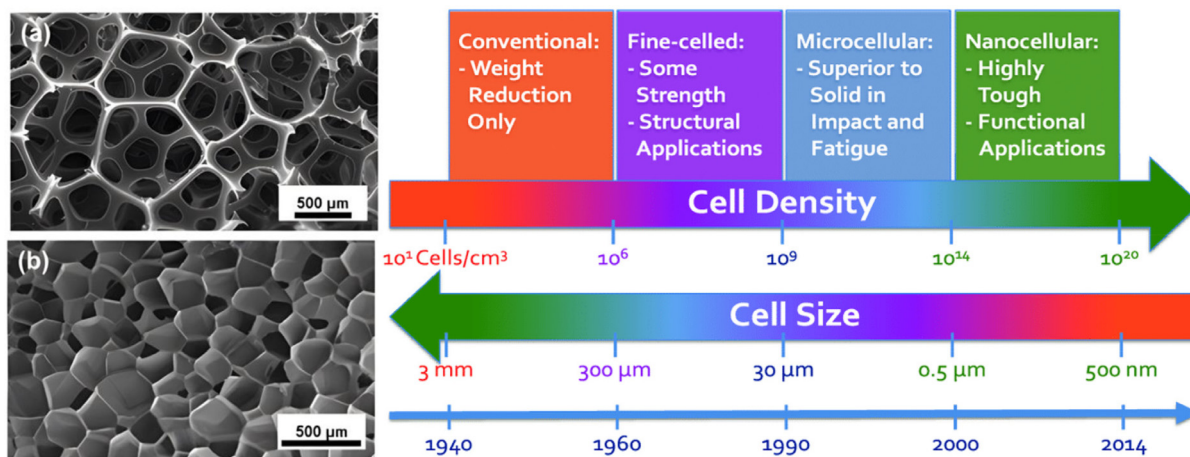 (a)
500 µm
(b)
500 µm
Conventional:
- Weight
Reduction
Only
Fine-celled:
- Some
Strength
- Structural
Applications
Microcellular:
- Superior to
Solid in
Impact and
Fatigue
Nanocellular:
- Highly
Tough
- Functional
Applications
Cell Density
10¹ Cells/cm³ 10⁶ 10⁹ 10¹⁴ 10²⁰
Cell Size
3 mm 300 µm 30 µm 0.5 µm 500 nm
1940 1960 1990 2000 2014